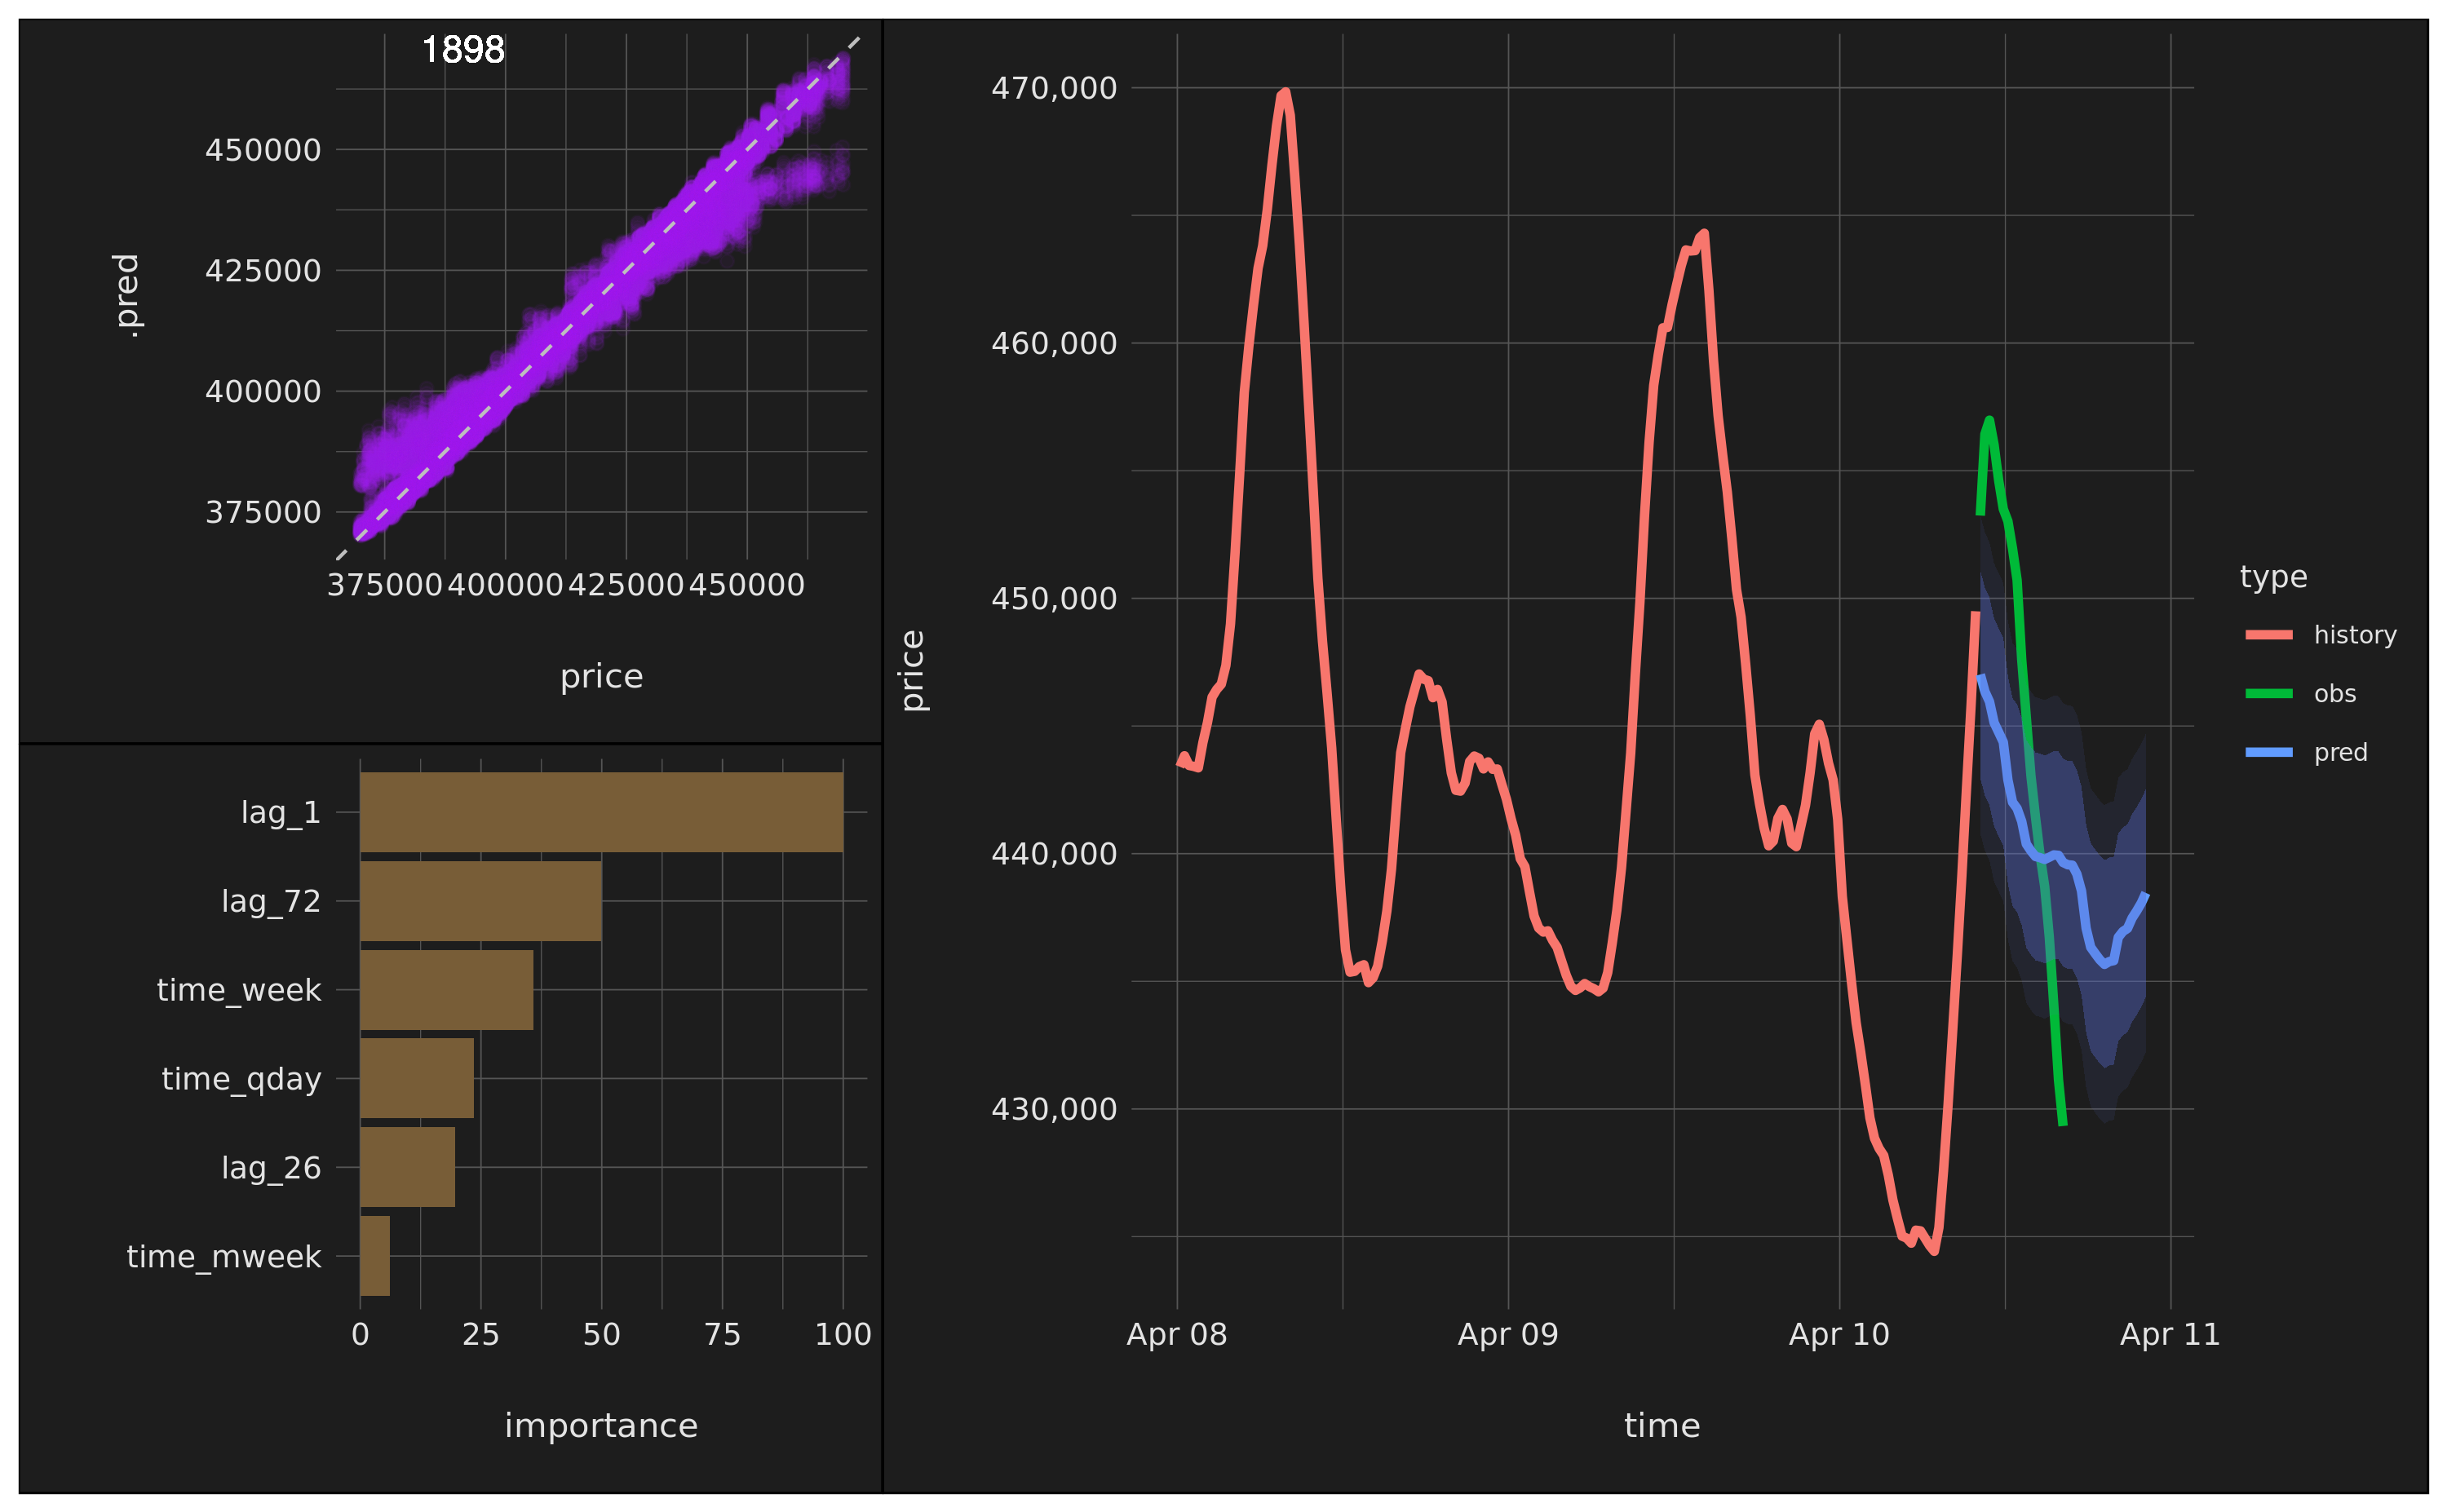 1898
.pred
450000
425000
400000
375000
375000 400000 425000 450000
price
lag_1
lag_72
time_week
time_qday
lag_26
time_mweek
0 25 50 75 100
importance
price
470,000
460,000
450,000
440,000
430,000
Apr 08 Apr 09 Apr 10 Apr 11
time
type
history
obs
pred